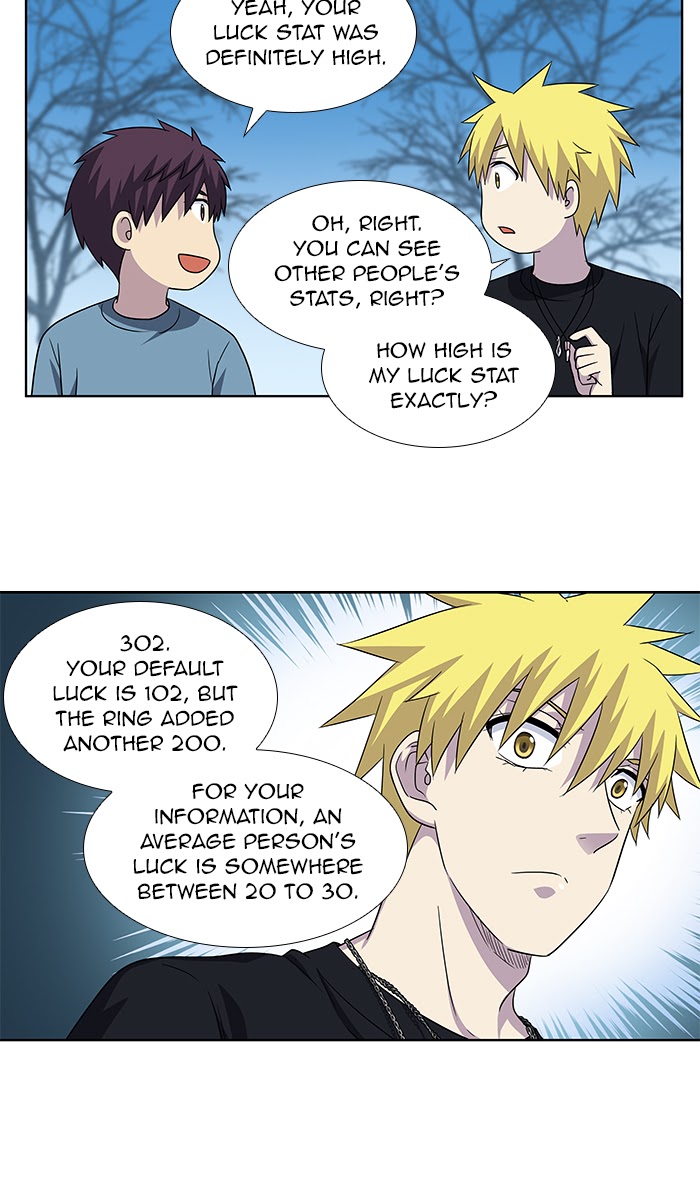 YEAH, YOUR
LUCK STAT WAS
DEFINITELY HIGH.
OH, RIGHT.
YOU CAN SEE
OTHER PEOPLE'S
STATS, RIGHT?
HOW HIGH IS
MY LUCK STAT
EXACTLY?
302.
YOUR DEFAULT
LUCK IS 102, BUT
THE RING ADDED
ANOTHER 200.
FOR YOUR
INFORMATION, AN
AVERAGE PERSON'S
LUCK IS SOMEWHERE
BETWEEN 20 TO 30.